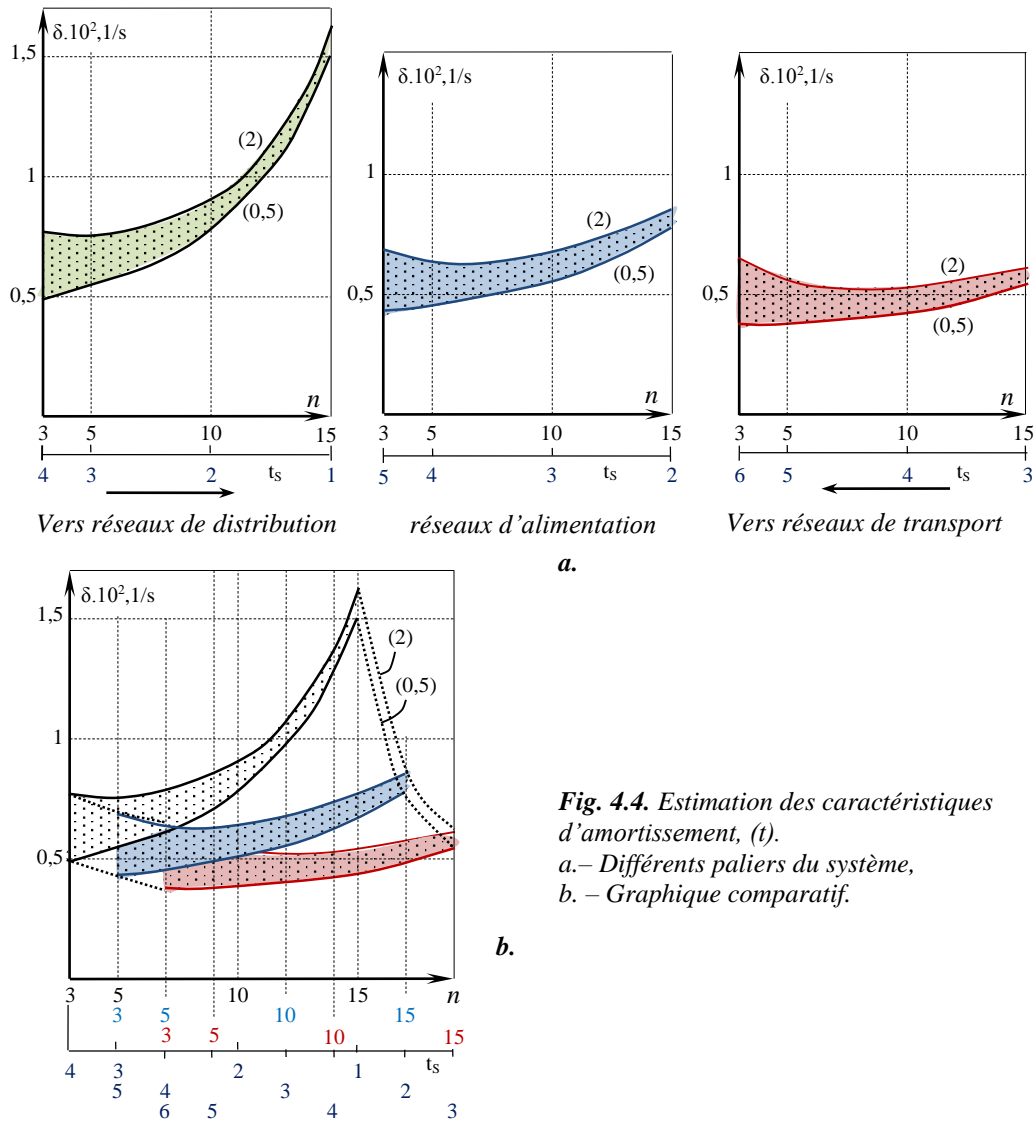 δ.10²,1/s
1,5
1
0,5
(2)
(0,5)
n
3 5 10 15
4 3 2 tS 1
Vers réseaux de distribution
δ.10²,1/s
1
0,5
(2)
(0,5)
n
3 5 10 15
5 4 3 tS 2
réseaux d’alimentation
δ.10²,1/s
1
0,5
(2)
(0,5)
n
3 5 10 15
6 5 4 tS 3
Vers réseaux de transport
a.
δ.10²,1/s
1,5
1
0,5
(2)
(0,5)
3 5 10 15 n
3 5 10 15
3 5 10 15
4 3 2 1 tS
5 4 3 2
6 5 4 3
b.
Fig. 4.4. Estimation des caractéristiques
d’amortissement, (t).
a.– Différents paliers du système,
b. – Graphique comparatif.